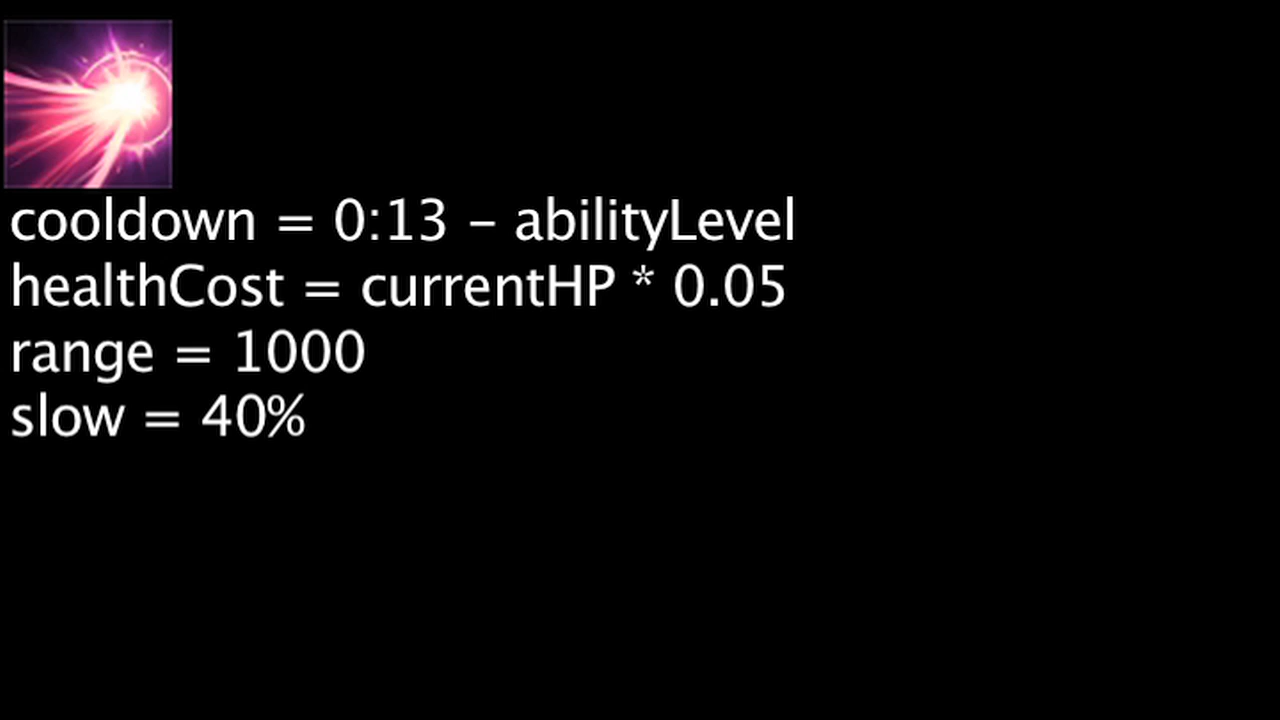 cooldown = 0:13 – abilityLevel
healthCost = currentHP * 0.05
range = 1000
slow = 40%